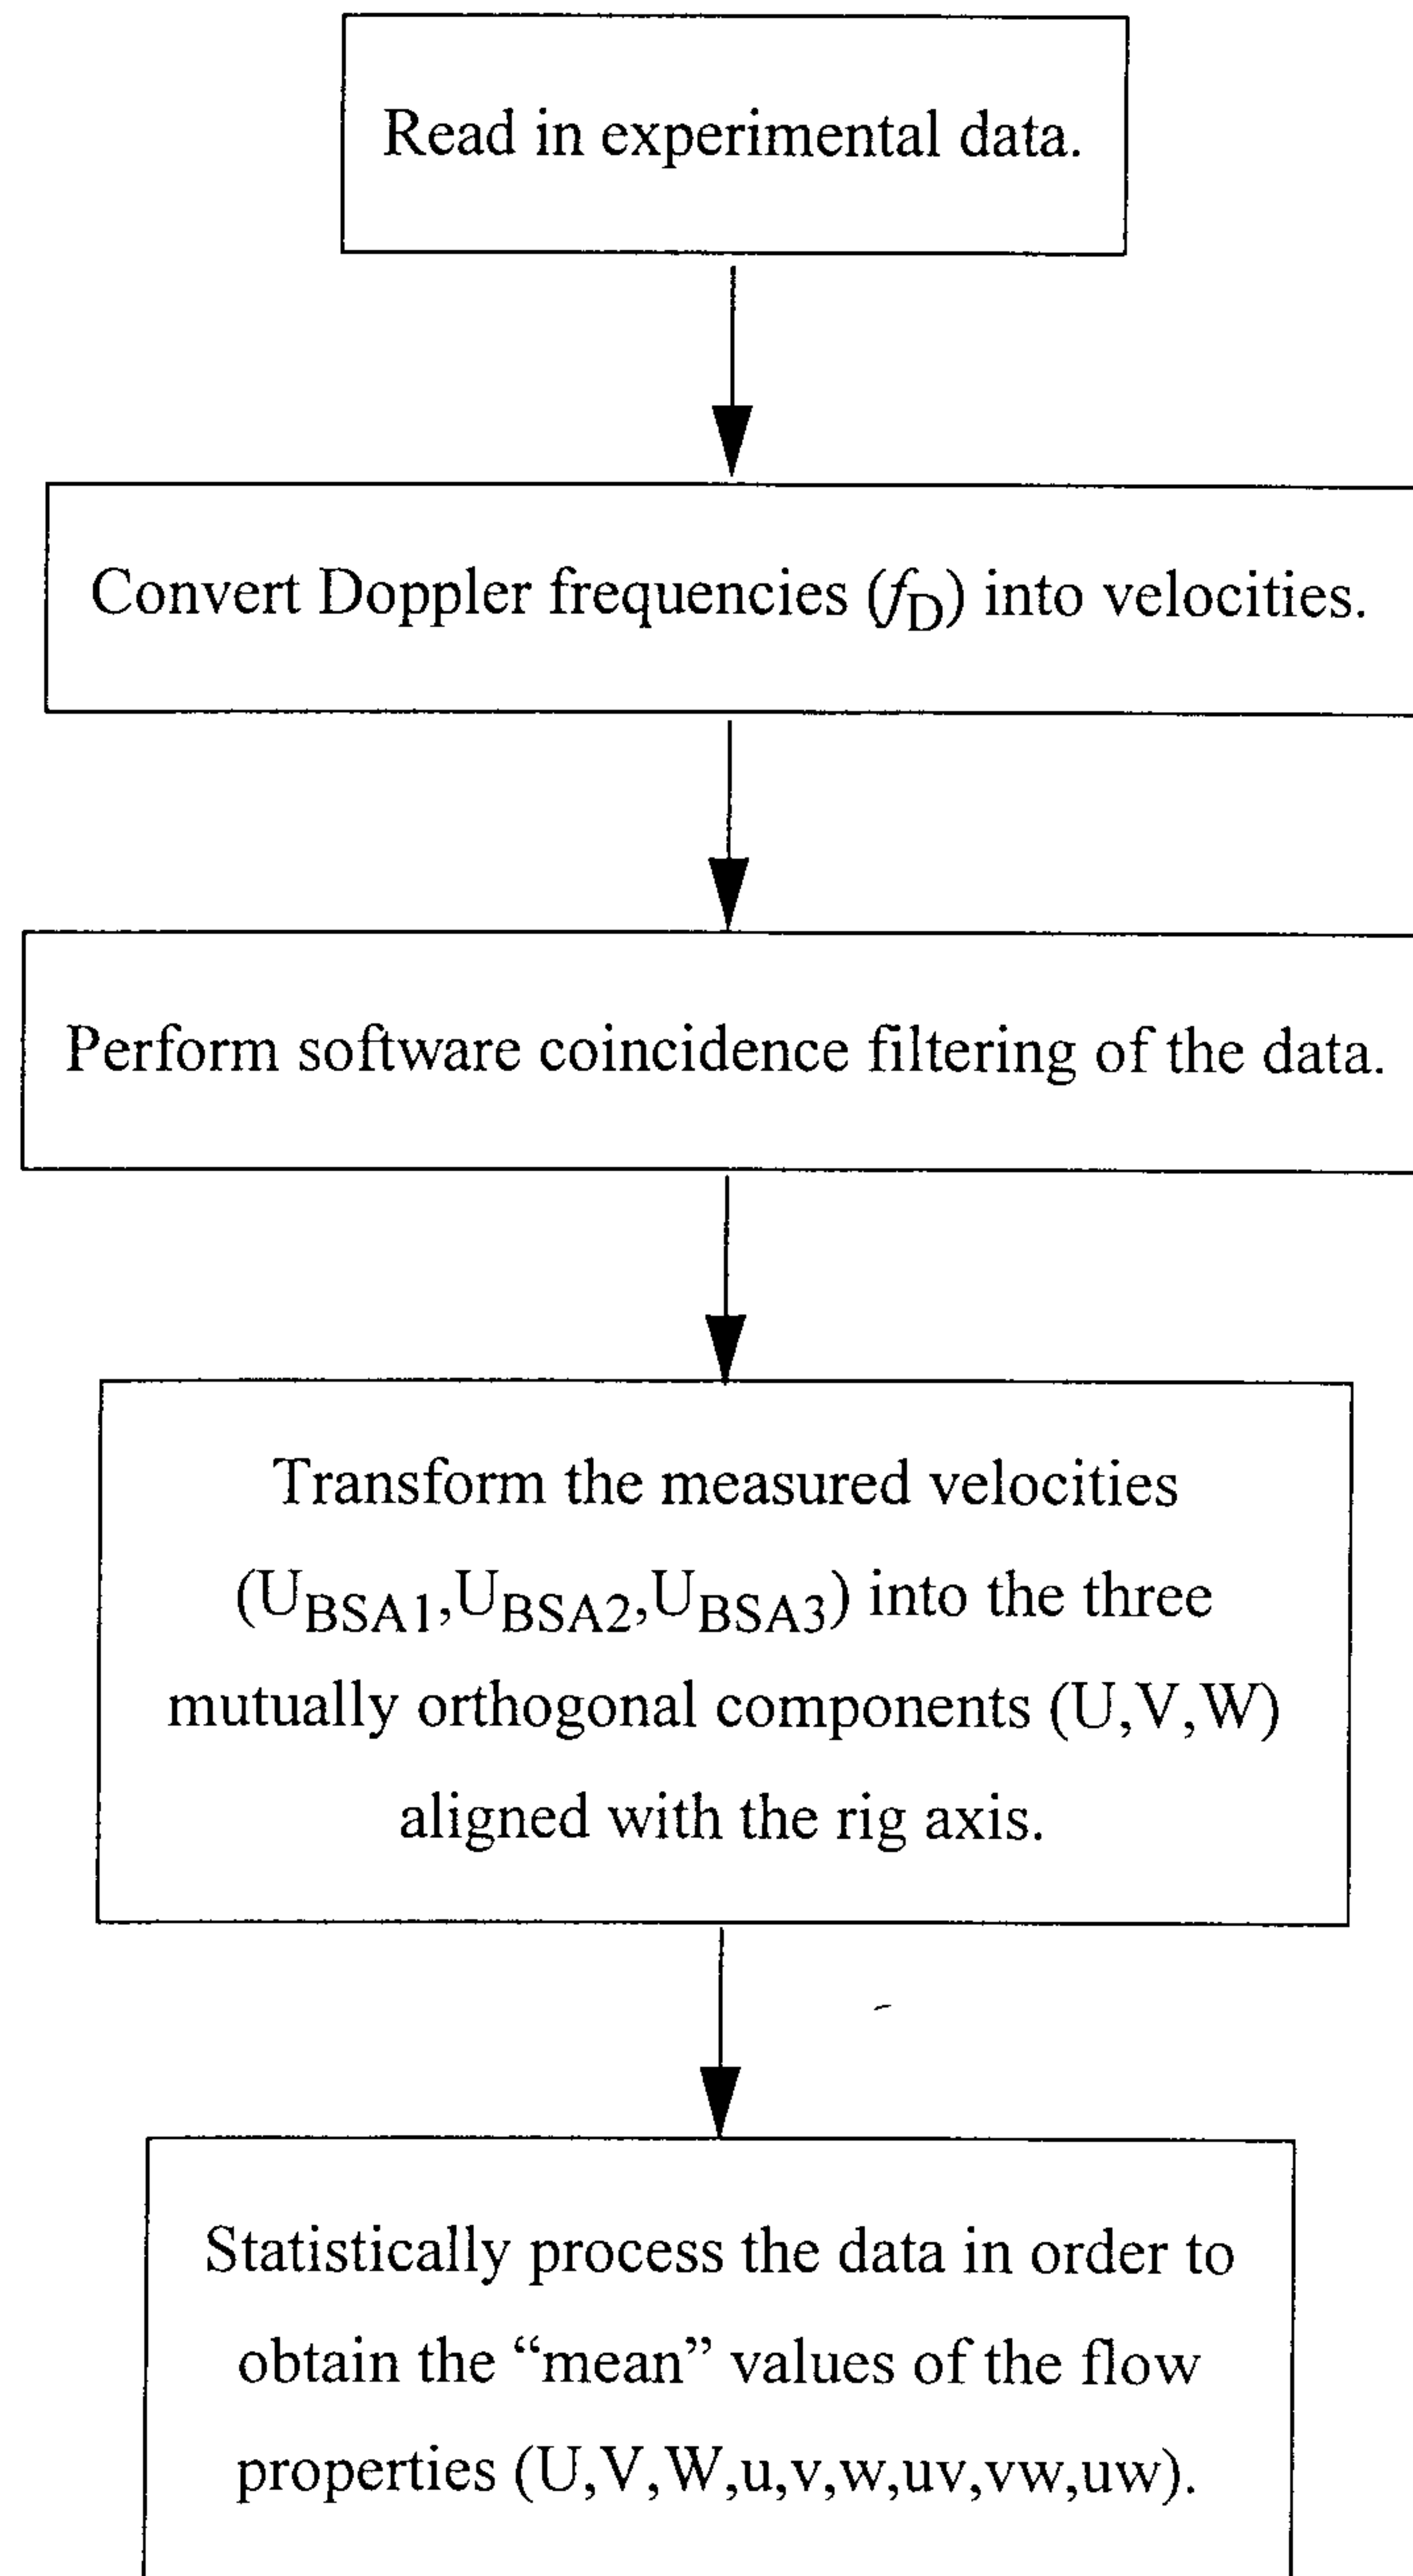 Read in experimental data.
Convert Doppler frequencies (fD) into velocities.
Perform software coincidence filtering of the data.
Transform the measured velocities
(UBSA1,UBSA2,UBSA3) into the three
mutually orthogonal components (U,V,W)
aligned with the rig axis.
Statistically process the data in order to
obtain the “mean” values of the flow
properties (U,V,W,u,v,w,uv,vw,uw).